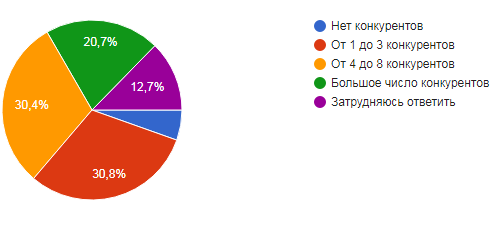 20,7%
12,7%
30,4%
30,8%
Нет конкурентов
От 1 до 3 конкурентов
От 4 до 8 конкурентов
Большое число конкурентов
Затрудняюсь ответить